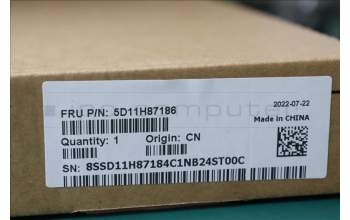 FRU P/N: 5D11H87186
2022-07-22
Quantity: 1 Origin: CN
Made in CHINA
SN: 8SSD11H87184C1NB24ST00C